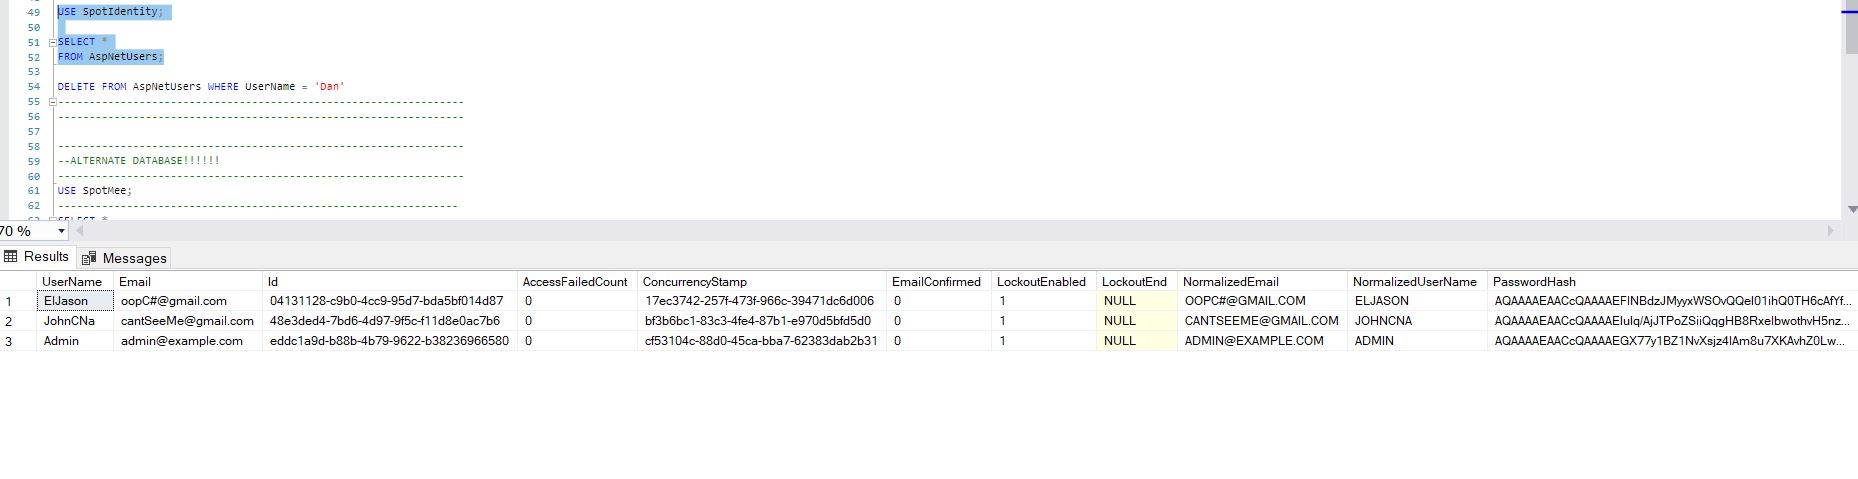 49 USE SpotIdentity;
50
51 SELECT *
52 FROM AspNetUsers;
53
54 DELETE FROM AspNetUsers WHERE UserName = 'Dan'
55 -----------------------------------------------------------------
56 -----------------------------------------------------------------
57
58 -----------------------------------------------------------------
59 --ALTERNATE DATABASE!!!!!!
60 -----------------------------------------------------------------
61 USE SpotMee;
62 ----------------------------------------------------------------
63 SELECT *
70 %
Results Messages
UserName Email Id AccessFailedCount ConcurrencyStamp EmailConfirmed LockoutEnabled LockoutEnd NormalizedEmail NormalizedUserName PasswordHash
1 ElJason oopC#@gmail.com 04131128-c9b0-4cc9-95d7-bda5bf014d87 0 17ec3742-257f-473f-966c-39471dc6d006 0 1 NULL OOPC#@GMAIL.COM ELJASON AQAAAAEAACcQAAAAEFINBdzJMyyxWSOvQQeI01ihQ0TH6cAfYf...
2 JohnCNa cantSeeMe@gmail.com 48e3ded4-7bd6-4d97-9f5c-f11d8e0ac7b6 0 bf3b6bc1-83c3-4fe4-87b1-e970d5bfd5d0 0 1 NULL CANTSEEME@GMAIL.COM JOHNCNA AQAAAAEAACcQAAAAEIulq/AjJTPoZSiiQqgHB8RxelbwothvH5nz...
3 Admin admin@example.com eddc1a9d-b88b-4b79-9622-b38236966580 0 cf53104c-88d0-45ca-bba7-62383dab2b31 0 1 NULL ADMIN@EXAMPLE.COM ADMIN AQAAAAEAACcQAAAAEGX77y1BZ1NvXsjz4lAm8u7XKAvhZ0Lw...